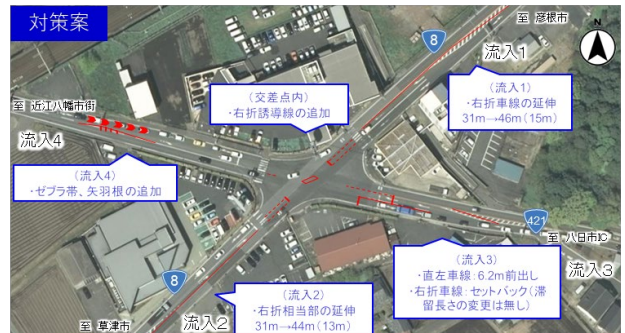 対策案
至 彦根市
N
8
流入1
(流入1)
・右折車線の延伸
31m→46m(15m)
(交差点内)
・右折誘導線の追加
至 近江八幡市街
流入4
(流入4)
・ゼブラ帯、矢羽根の追加
421
至 八日市IC
流入3
(流入3)
・直左車線:6.2m前出し
・右折車線:セットバック(滞
留長さの変更は無し)
8
(流入2)
・右折相当部の延伸
31m→44m(13m)
至 草津市
流入2